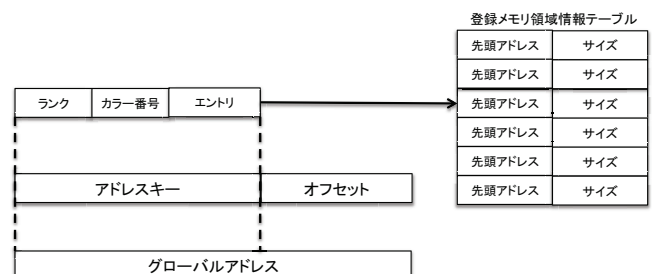 登録メモリ領域情報テーブル
先頭アドレス サイズ
先頭アドレス サイズ
ランク カラー番号 エントリ 先頭アドレス サイズ
先頭アドレス サイズ
先頭アドレス サイズ
アドレスキー オフセット 先頭アドレス サイズ
グローバルアドレス